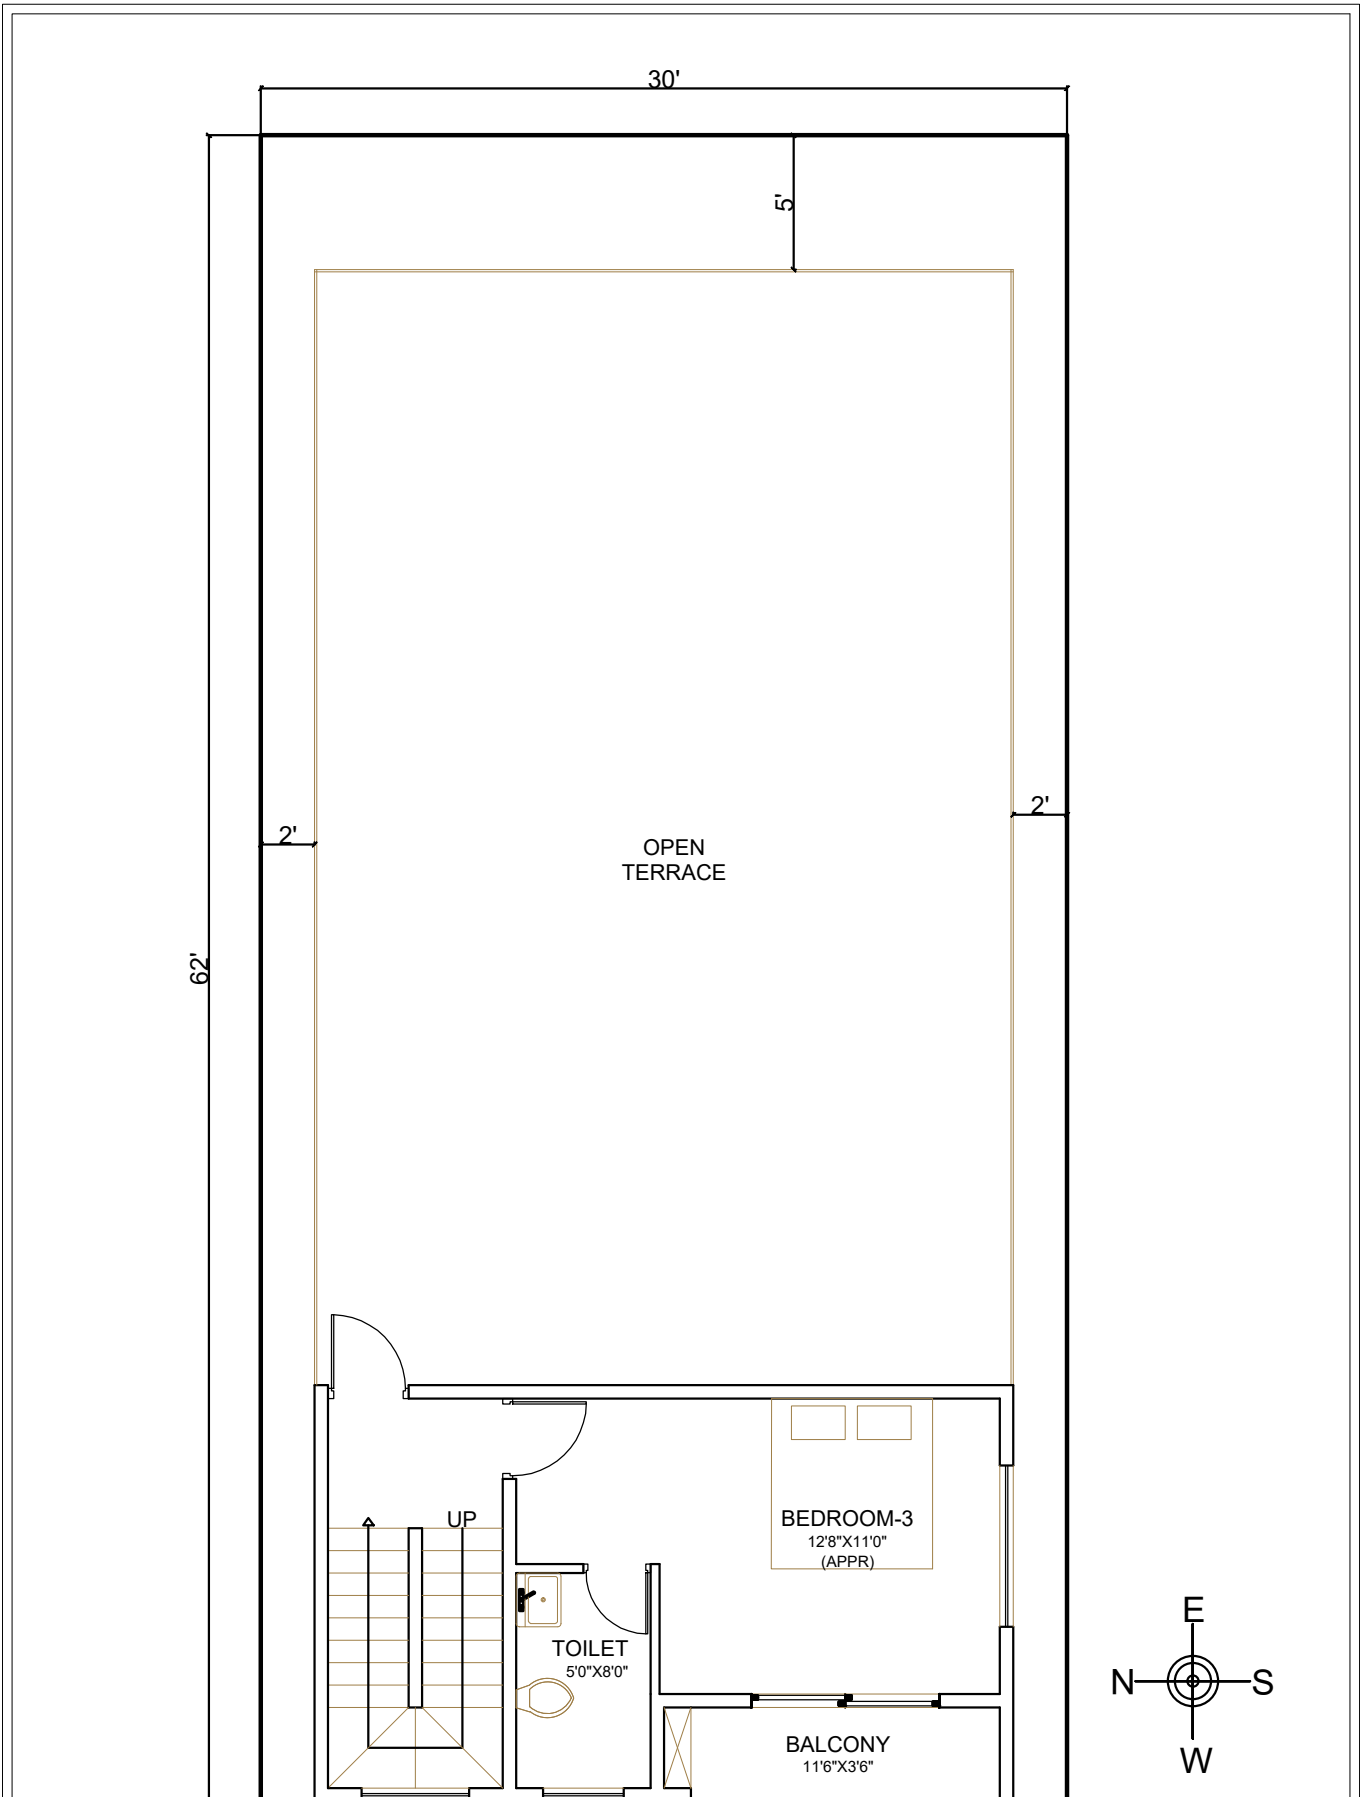 30'
5'
2'
2'
OPEN
TERRACE
62'
UP
BEDROOM-3
12'8"X11'0"
(APPR)
TOILET
5'0"X8'0"
BALCONY
11'6"X3'6"
E
N
S
W